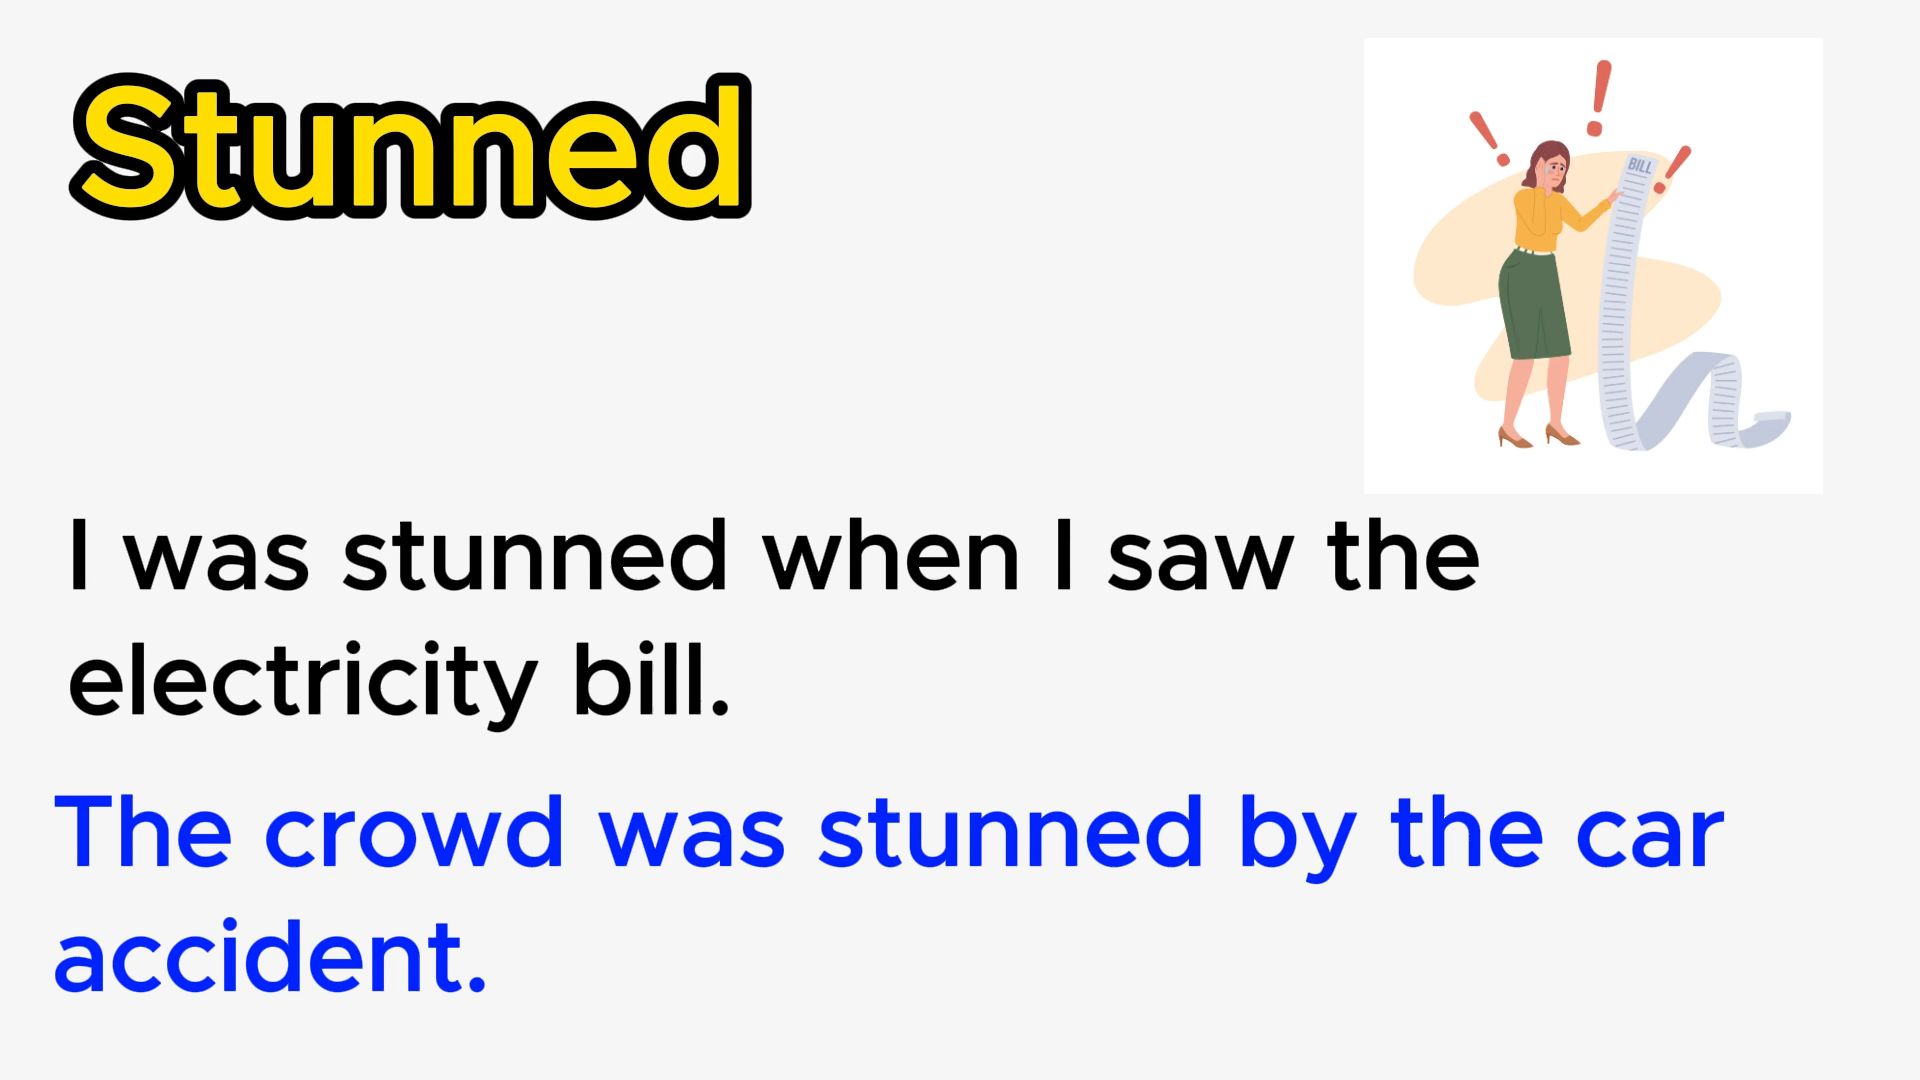 Stunned
BILL
I was stunned when I saw the
electricity bill.
The crowd was stunned by the car
accident.